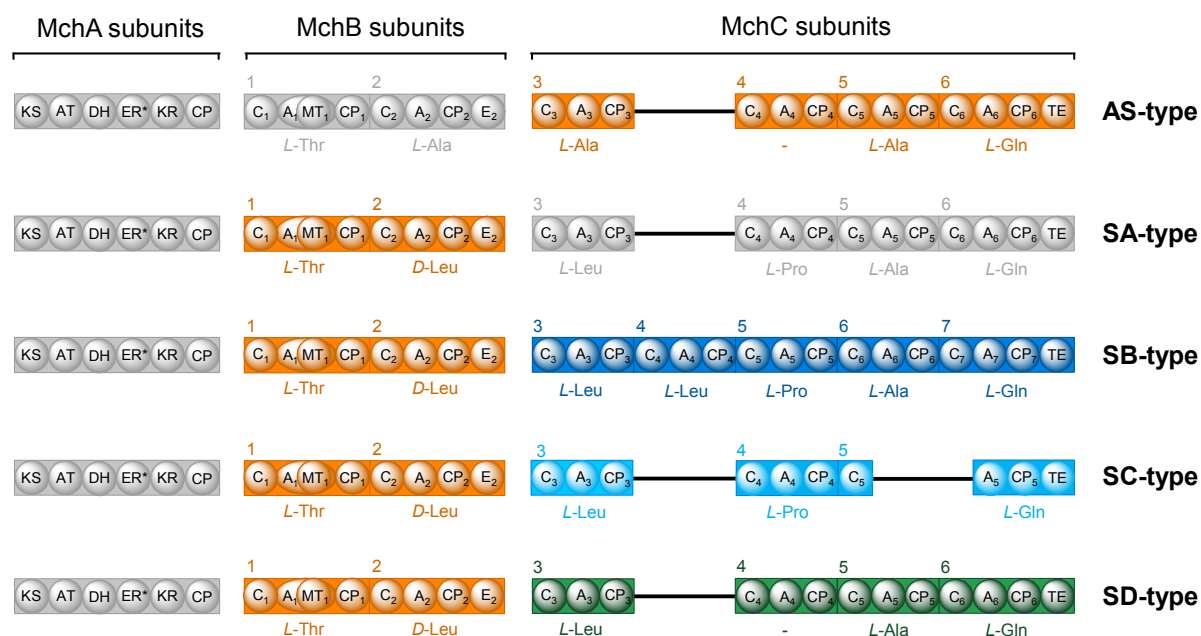 MchA subunits MchB subunits MchC subunits
1 2 3 4 5 6
KS AT DH ER* KR CP C1 A1 MT1 CP1 C2 A2 CP2 E2 C3 A3 CP3 C4 A4 CP4 C5 A5 CP5 C6 A6 CP6 TE AS-type
L-Thr L-Ala L-Ala - L-Ala L-Gln
1 2 3 4 5 6
KS AT DH ER* KR CP C1 A1 MT1 CP1 C2 A2 CP2 E2 C3 A3 CP3 C4 A4 CP4 C5 A5 CP5 C6 A6 CP6 TE SA-type
L-Thr D-Leu L-Leu L-Pro L-Ala L-Gln
1 2 3 4 5 6 7
KS AT DH ER* KR CP C1 A1 MT1 CP1 C2 A2 CP2 E2 C3 A3 CP3 C4 A4 CP4 C5 A5 CP5 C6 A6 CP6 C7 A7 CP7 TE SB-type
L-Thr D-Leu L-Leu L-Leu L-Pro L-Ala L-Gln
1 2 3 4 5
KS AT DH ER* KR CP C1 A1 MT1 CP1 C2 A2 CP2 E2 C3 A3 CP3 C4 A4 CP4 C5 A5 CP5 TE SC-type
L-Thr D-Leu L-Leu L-Pro L-Gln
1 2 3 4 5 6
KS AT DH ER* KR CP C1 A1 MT1 CP1 C2 A2 CP2 E2 C3 A3 CP3 C4 A4 CP4 C5 A5 CP5 C6 A6 CP6 TE SD-type
L-Thr D-Leu L-Leu - L-Ala L-Gln